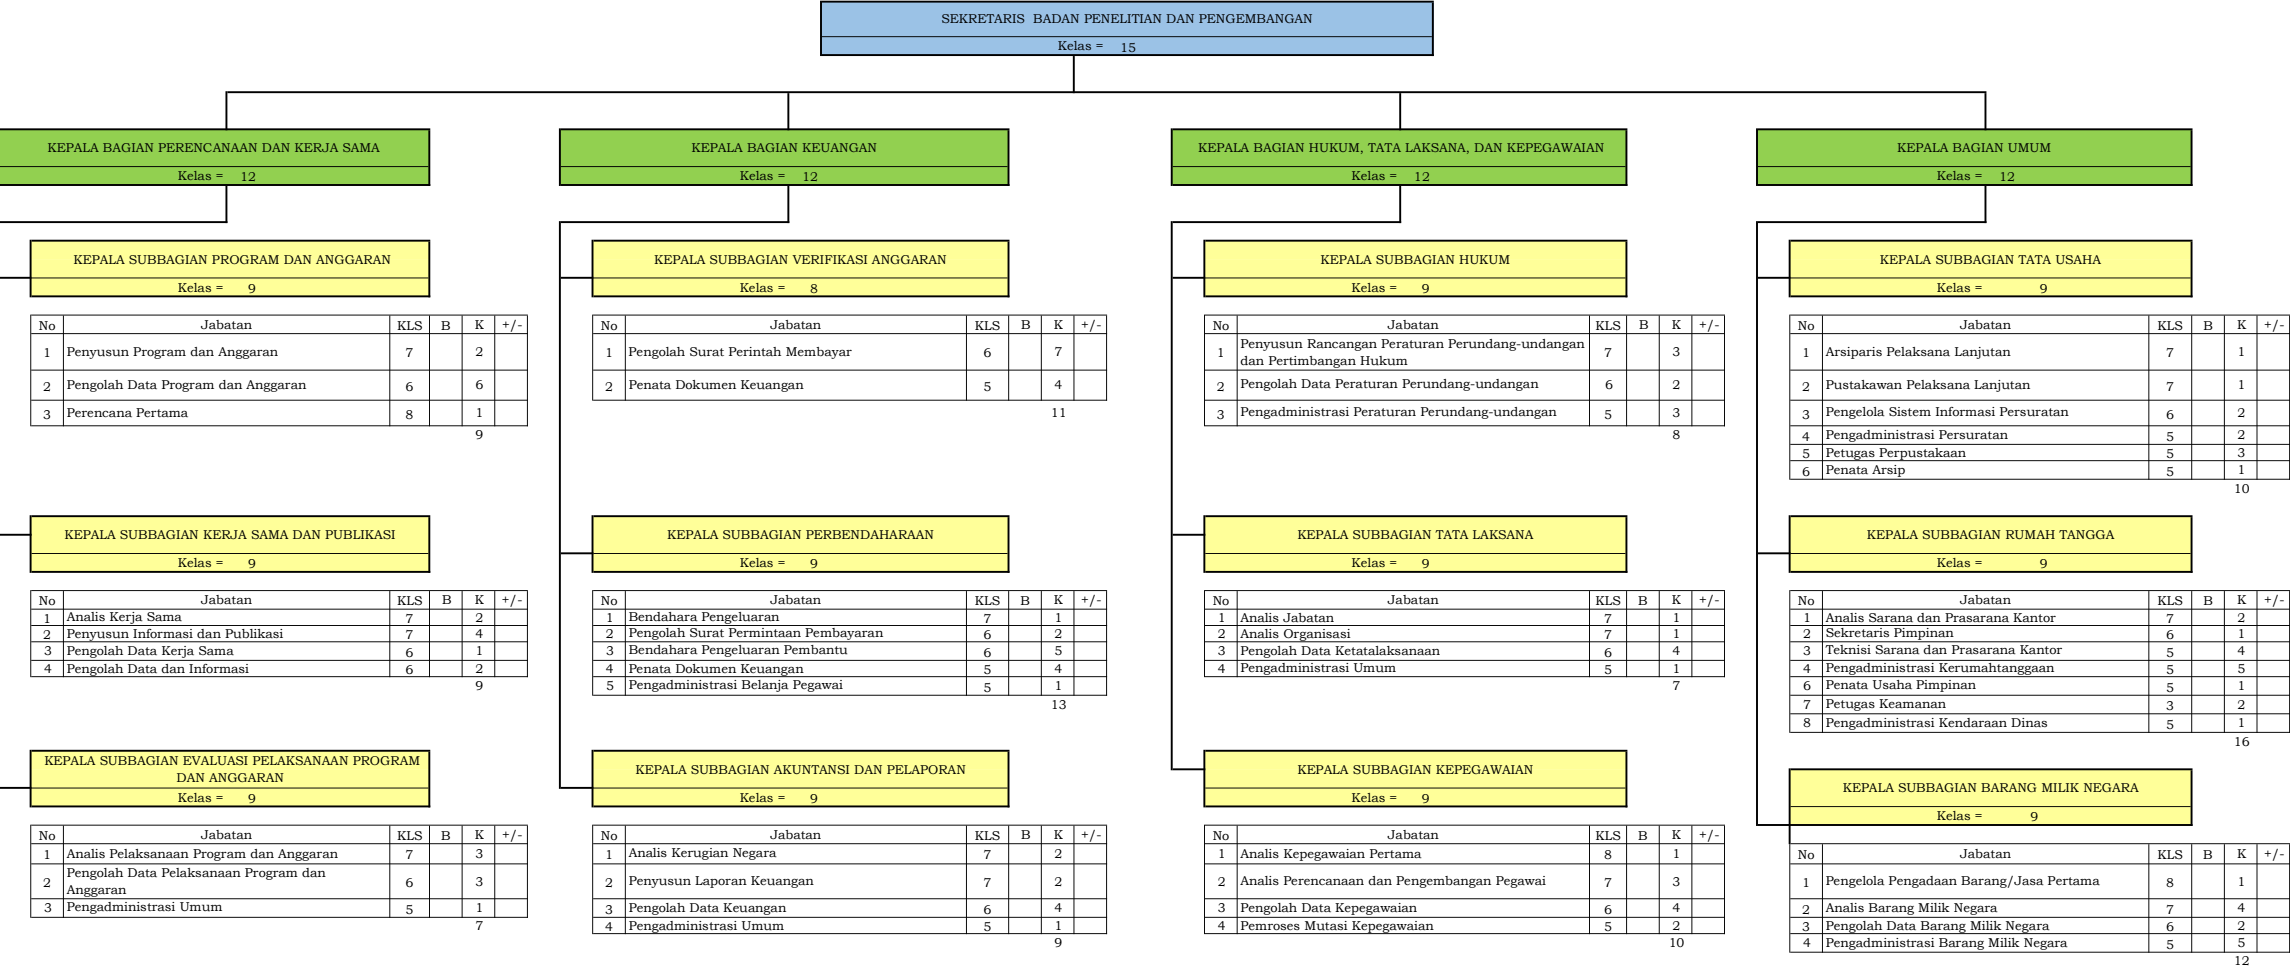 SEKRETARIS BADAN PENELITIAN DAN PENGEMBANGAN
Kelas = 15
KEPALA BAGIAN PERENCANAAN DAN KERJA SAMA
Kelas = 12
KEPALA SUBBAGIAN PROGRAM DAN ANGGARAN
Kelas = 9
No Jabatan KLS B K +/-
1 Penyusun Program dan Anggaran 7 2
2 Pengolah Data Program dan Anggaran 6 6
3 Perencana Pertama 8 1
9
KEPALA SUBBAGIAN KERJA SAMA DAN PUBLIKASI
Kelas = 9
No Jabatan KLS B K +/-
1 Analis Kerja Sama 7 2
2 Penyusun Informasi dan Publikasi 7 4
3 Pengolah Data Kerja Sama 6 1
4 Pengolah Data dan Informasi 6 2
9
KEPALA SUBBAGIAN EVALUASI PELAKSANAAN PROGRAM
DAN ANGGARAN
Kelas = 9
No Jabatan KLS B K +/-
1 Analis Pelaksanaan Program dan Anggaran 7 3
2 Pengolah Data Pelaksanaan Program dan
Anggaran 6 3
3 Pengadministrasi Umum 5 1
7
KEPALA BAGIAN KEUANGAN
Kelas = 12
KEPALA SUBBAGIAN VERIFIKASI ANGGARAN
Kelas = 8
No Jabatan KLS B K +/-
1 Pengolah Surat Perintah Membayar 6 7
2 Penata Dokumen Keuangan 5 4
11
KEPALA SUBBAGIAN PERBENDAHARAAN
Kelas = 9
No Jabatan KLS B K +/-
1 Bendahara Pengeluaran 7 1
2 Pengolah Surat Permintaan Pembayaran 6 2
3 Bendahara Pengeluaran Pembantu 6 5
4 Penata Dokumen Keuangan 5 4
5 Pengadministrasi Belanja Pegawai 5 1
13
KEPALA SUBBAGIAN AKUNTANSI DAN PELAPORAN
Kelas = 9
No Jabatan KLS B K +/-
1 Analis Kerugian Negara 7 2
2 Penyusun Laporan Keuangan 7 2
3 Pengolah Data Keuangan 6 4
4 Pengadministrasi Umum 5 1
9
KEPALA BAGIAN HUKUM, TATA LAKSANA, DAN KEPEGAWAIAN
Kelas = 12
KEPALA SUBBAGIAN HUKUM
Kelas = 9
No Jabatan KLS B K +/-
1 Penyusun Rancangan Peraturan Perundang-undangan
dan Pertimbangan Hukum 7 3
2 Pengolah Data Peraturan Perundang-undangan 6 2
3 Pengadministrasi Peraturan Perundang-undangan 5 3
8
KEPALA SUBBAGIAN TATA LAKSANA
Kelas = 9
No Jabatan KLS B K +/-
1 Analis Jabatan 7 1
2 Analis Organisasi 7 1
3 Pengolah Data Ketatalaksanaan 6 4
4 Pengadministrasi Umum 5 1
7
KEPALA SUBBAGIAN KEPEGAWAIAN
Kelas = 9
No Jabatan KLS B K +/-
1 Analis Kepegawaian Pertama 8 1
2 Analis Perencanaan dan Pengembangan Pegawai 7 3
3 Pengolah Data Kepegawaian 6 4
4 Pemroses Mutasi Kepegawaian 5 2
10
KEPALA BAGIAN UMUM
Kelas = 12
KEPALA SUBBAGIAN TATA USAHA
Kelas = 9
No Jabatan KLS B K +/-
1 Arsiparis Pelaksana Lanjutan 7 1
2 Pustakawan Pelaksana Lanjutan 7 1
3 Pengelola Sistem Informasi Persuratan 6 2
4 Pengadministrasi Persuratan 5 2
5 Petugas Perpustakaan 5 3
6 Penata Arsip 5 1
10
KEPALA SUBBAGIAN RUMAH TANGGA
Kelas = 9
No Jabatan KLS B K +/-
1 Analis Sarana dan Prasarana Kantor 7 2
2 Sekretaris Pimpinan 6 1
3 Teknisi Sarana dan Prasarana Kantor 5 4
4 Pengadministrasi Kerumahtanggaan 5 5
6 Penata Usaha Pimpinan 5 1
7 Petugas Keamanan 3 2
8 Pengadministrasi Kendaraan Dinas 5 1
16
KEPALA SUBBAGIAN BARANG MILIK NEGARA
Kelas = 9
No Jabatan KLS B K +/-
1 Pengelola Pengadaan Barang/Jasa Pertama 8 1
2 Analis Barang Milik Negara 7 4
3 Pengolah Data Barang Milik Negara 6 2
4 Pengadministrasi Barang Milik Negara 5 5
12